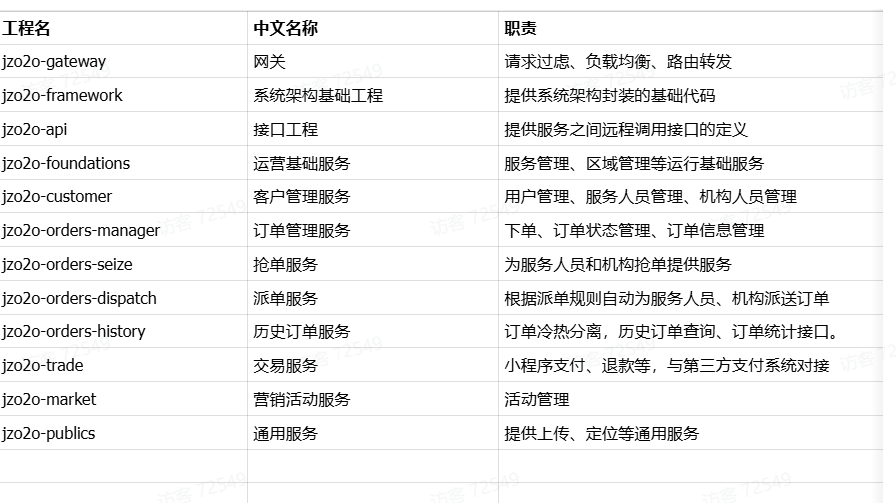 工程名 中文名称 职责
jzo2o-gateway 网关 请求过虑、负载均衡、路由转发
jzo2o-framework 系统架构基础工程 提供系统架构封装的基础代码
jzo2o-api 接口工程 提供服务之间远程调用接口的定义
jzo2o-foundations 运营基础服务 服务管理、区域管理等运行基础服务
jzo2o-customer 客户管理服务 用户管理、服务人员管理、机构人员管理
jzo2o-orders-manager 订单管理服务 下单、订单状态管理、订单信息管理
jzo2o-orders-seize 抢单服务 为服务人员和机构抢单提供服务
jzo2o-orders-dispatch 派单服务 根据派单规则自动为服务人员、机构派送订单
jzo2o-orders-history 历史订单服务 订单冷热分离，历史订单查询、订单统计接口。
jzo2o-trade 交易服务 小程序支付、退款等，与第三方支付系统对接
jzo2o-market 营销活动服务 活动管理
jzo2o-publics 通用服务 提供上传、定位等通用服务
访客 72549